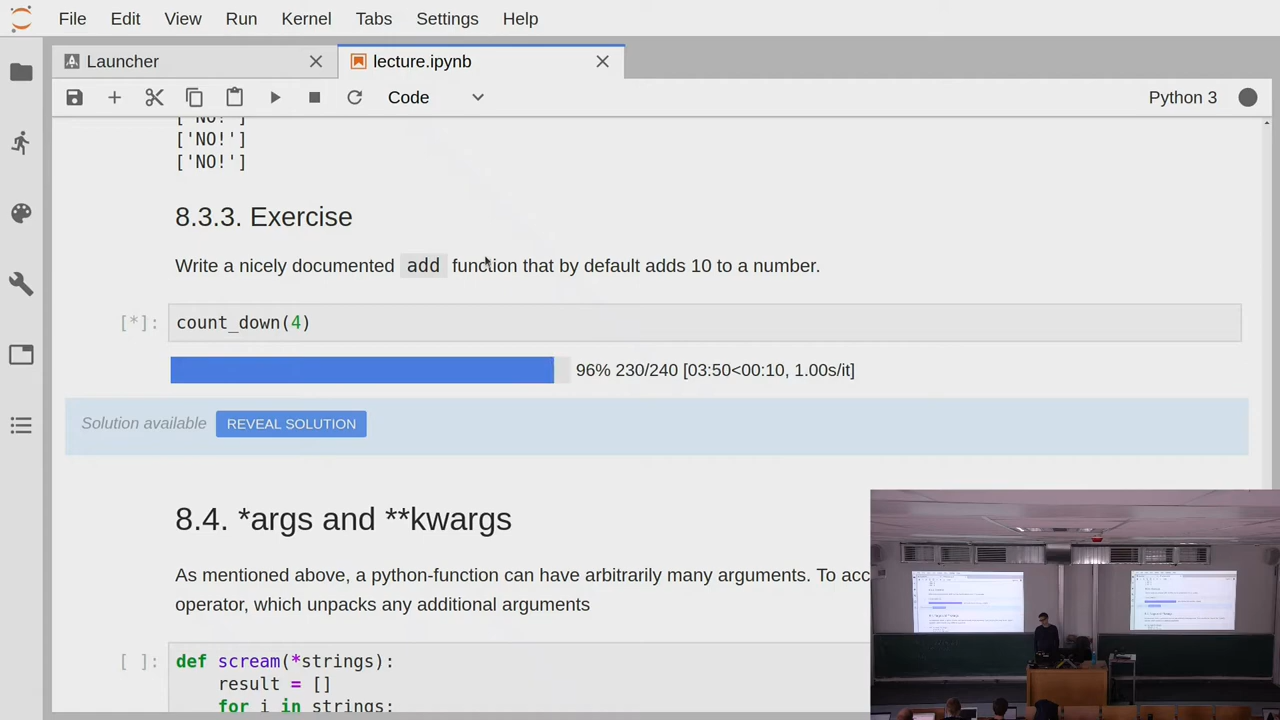 File Edit View Run Kernel Tabs Settings Help
Launcher
lecture.ipynb
Code
Python 3
['NO!']
['NO!']
['NO!']
8.3.3. Exercise
Write a nicely documented add function that by default adds 10 to a number.
[*]: count_down(4)
96% 230/240 [03:50<00:10, 1.00s/it]
Solution available REVEAL SOLUTION
8.4. *args and **kwargs
As mentioned above, a python-function can have arbitrarily many arguments. To acc
operator, which unpacks any additional arguments
[ ]: def scream(*strings):
result = []
for i in strings: